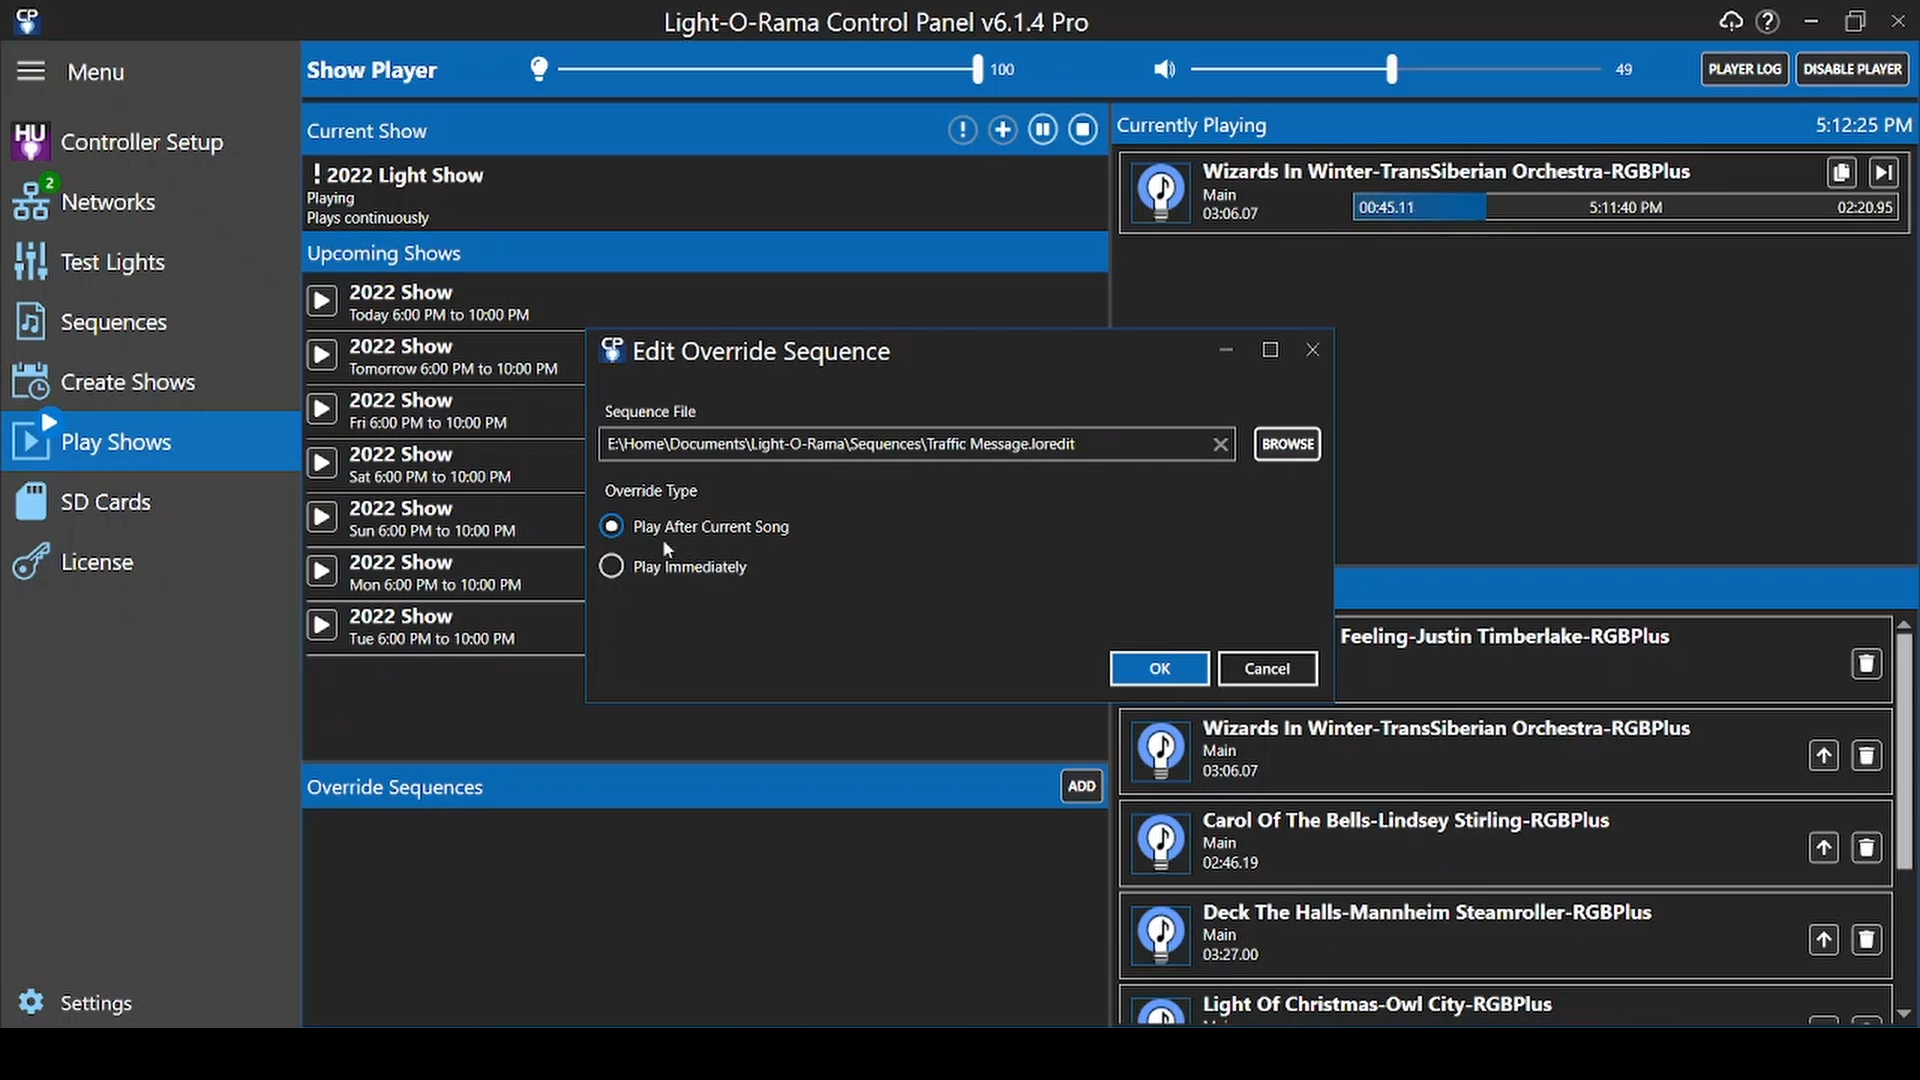 CP
Light-O-Rama Control Panel v6.1.4 Pro
Menu
Show Player
100
49
PLAYER LOG
DISABLE PLAYER
HU
Controller Setup
2
Networks
Test Lights
Sequences
Create Shows
Play Shows
SD Cards
License
Settings
Current Show
! 2022 Light Show
Playing
Plays continuously
Upcoming Shows
2022 Show
Today 6:00 PM to 10:00 PM
2022 Show
Tomorrow 6:00 PM to 10:00 PM
2022 Show
Fri 6:00 PM to 10:00 PM
2022 Show
Sat 6:00 PM to 10:00 PM
2022 Show
Sun 6:00 PM to 10:00 PM
2022 Show
Mon 6:00 PM to 10:00 PM
2022 Show
Tue 6:00 PM to 10:00 PM
Override Sequences
ADD
CP
Edit Override Sequence
Sequence File
E:\Home\Documents\Light-O-Rama\Sequences\Traffic Message.loredit
BROWSE
Override Type
Play After Current Song
Play Immediately
OK
Cancel
Currently Playing
5:12:25 PM
Wizards In Winter-TransSiberian Orchestra-RGBPlus
Main
03:06.07
00:45.11
5:11:40 PM
02:20.95
Feeling-Justin Timberlake-RGBPlus
Wizards In Winter-TransSiberian Orchestra-RGBPlus
Main
03:06.07
Carol Of The Bells-Lindsey Stirling-RGBPlus
Main
02:46.19
Deck The Halls-Mannheim Steamroller-RGBPlus
Main
03:27.00
Light Of Christmas-Owl City-RGBPlus